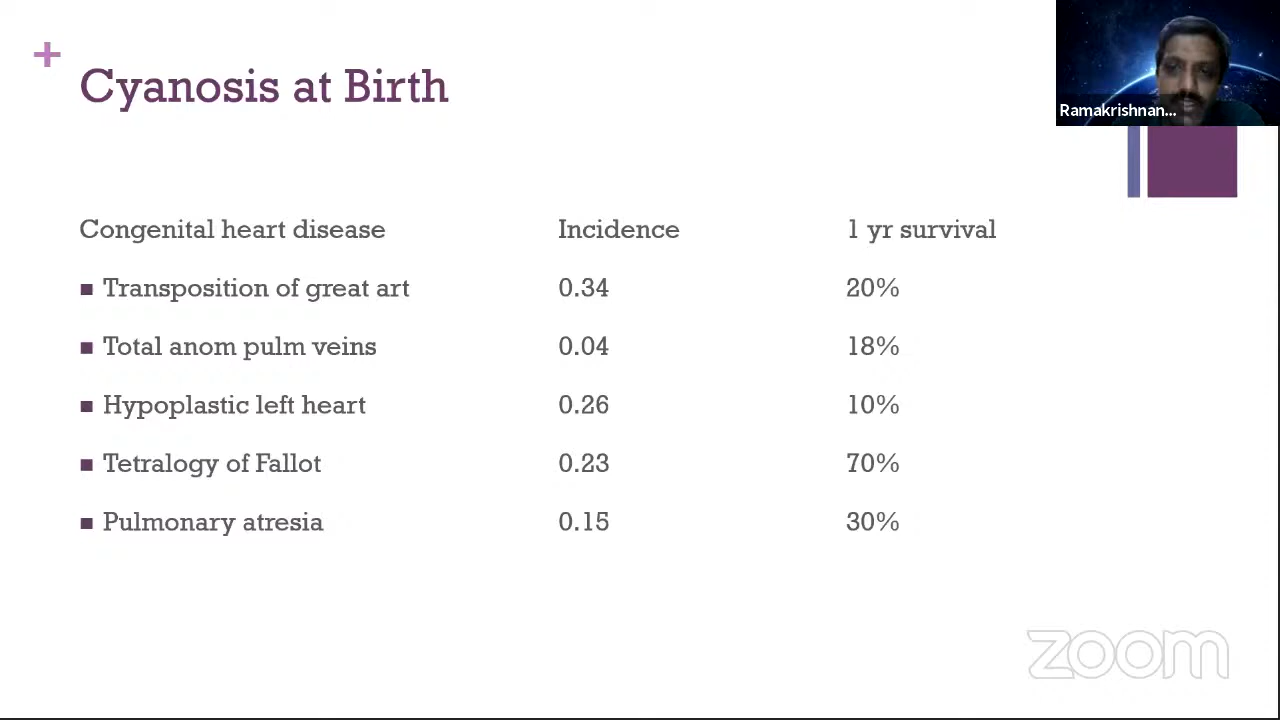 + Cyanosis at Birth
Ramakrishnan...
Congenital heart disease Incidence 1 yr survival
Transposition of great art 0.34 20%
Total anom pulm veins 0.04 18%
Hypoplastic left heart 0.26 10%
Tetralogy of Fallot 0.23 70%
Pulmonary atresia 0.15 30%
zoom